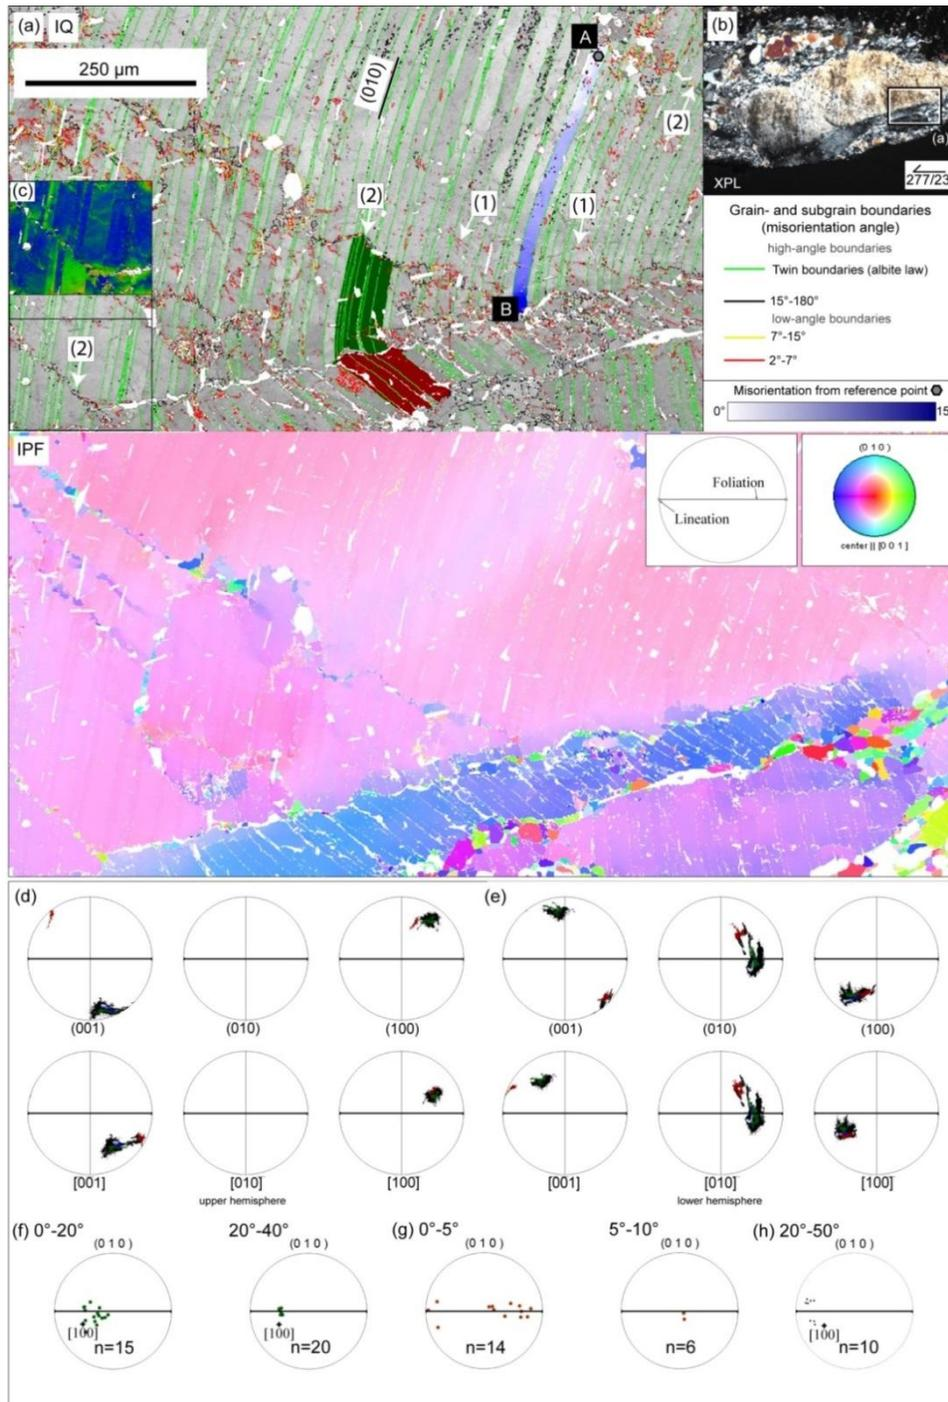 (a) IQ
250 µm
(010)
A
(2)
(1)
(1)
(2)
B
(c)
(2)
(b)
(a)
XPL
277/23
Grain- and subgrain boundaries
(misorientation angle)
high-angle boundaries
Twin boundaries (albite law)
15°-180°
low-angle boundaries
7°-15°
2°-7°
Misorientation from reference point
0°
15
IPF
Foliation
Lineation
(0 1 0)
center || [0 0 1]
(d)
(001)
(010)
(100)
(e)
(001)
(010)
(100)
[001]
[010]
[100]
upper hemisphere
[001]
[010]
[100]
lower hemisphere
(f) 0°-20°
(0 1 0)
[100]
n=15
20°-40°
(0 1 0)
[100]
n=20
(g) 0°-5°
(0 1 0)
n=14
5°-10°
(0 1 0)
n=6
(h) 20°-50°
(0 1 0)
[100]
n=10